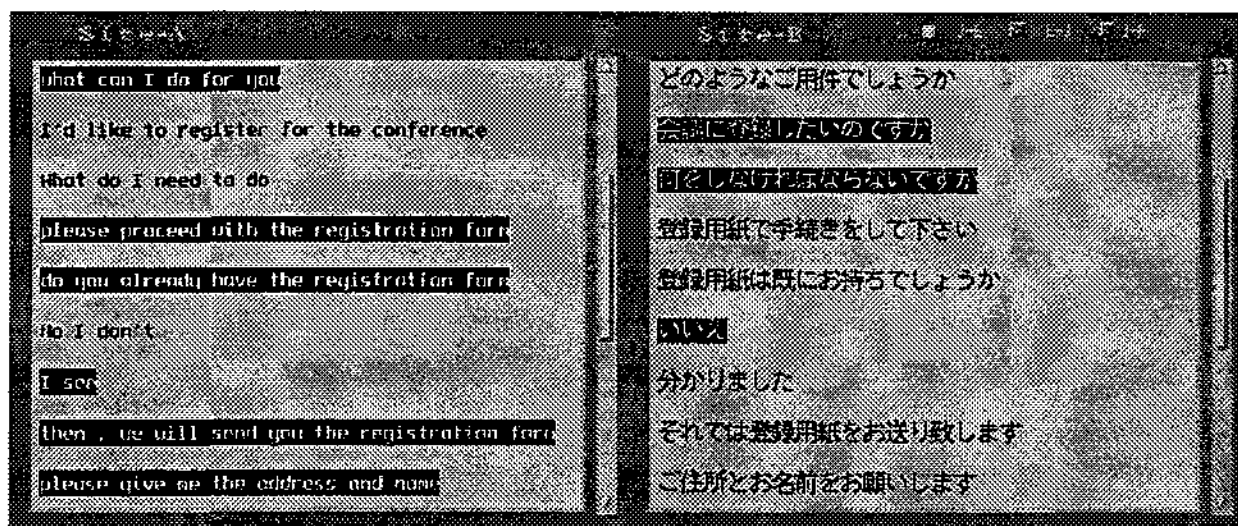 Site-A
what can I do for you
I'd like to register for the conference
What do I need to do
please proceed with the registration form
do you already have the registration form
No I don't
I see
then , we will send you the registration form
please give me the address and name
Site-B
どのようなご用件でしょうか
会議に登録したいのですが
何をしなければならないですか
登録用紙で手続きをして下さい
登録用紙は既にお持ちでしょうか
いいえ
分かりました
それでは登録用紙をお送り致します
ご住所とお名前をお願いします